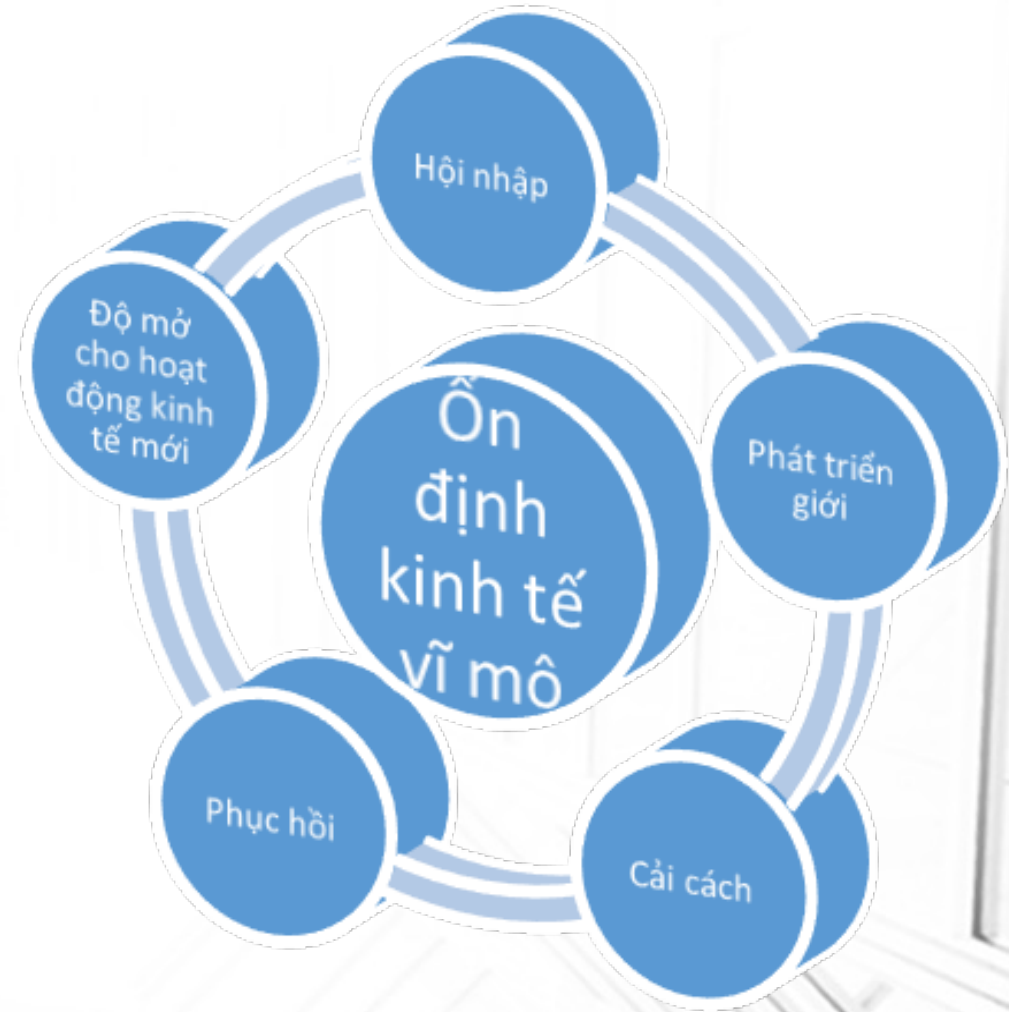 Hội nhập
Độ mở
cho hoạt
động kinh
tế mới
Ổn
định
kinh tế
vĩ mô
Phát triển
giới
Phục hồi
Cải cách